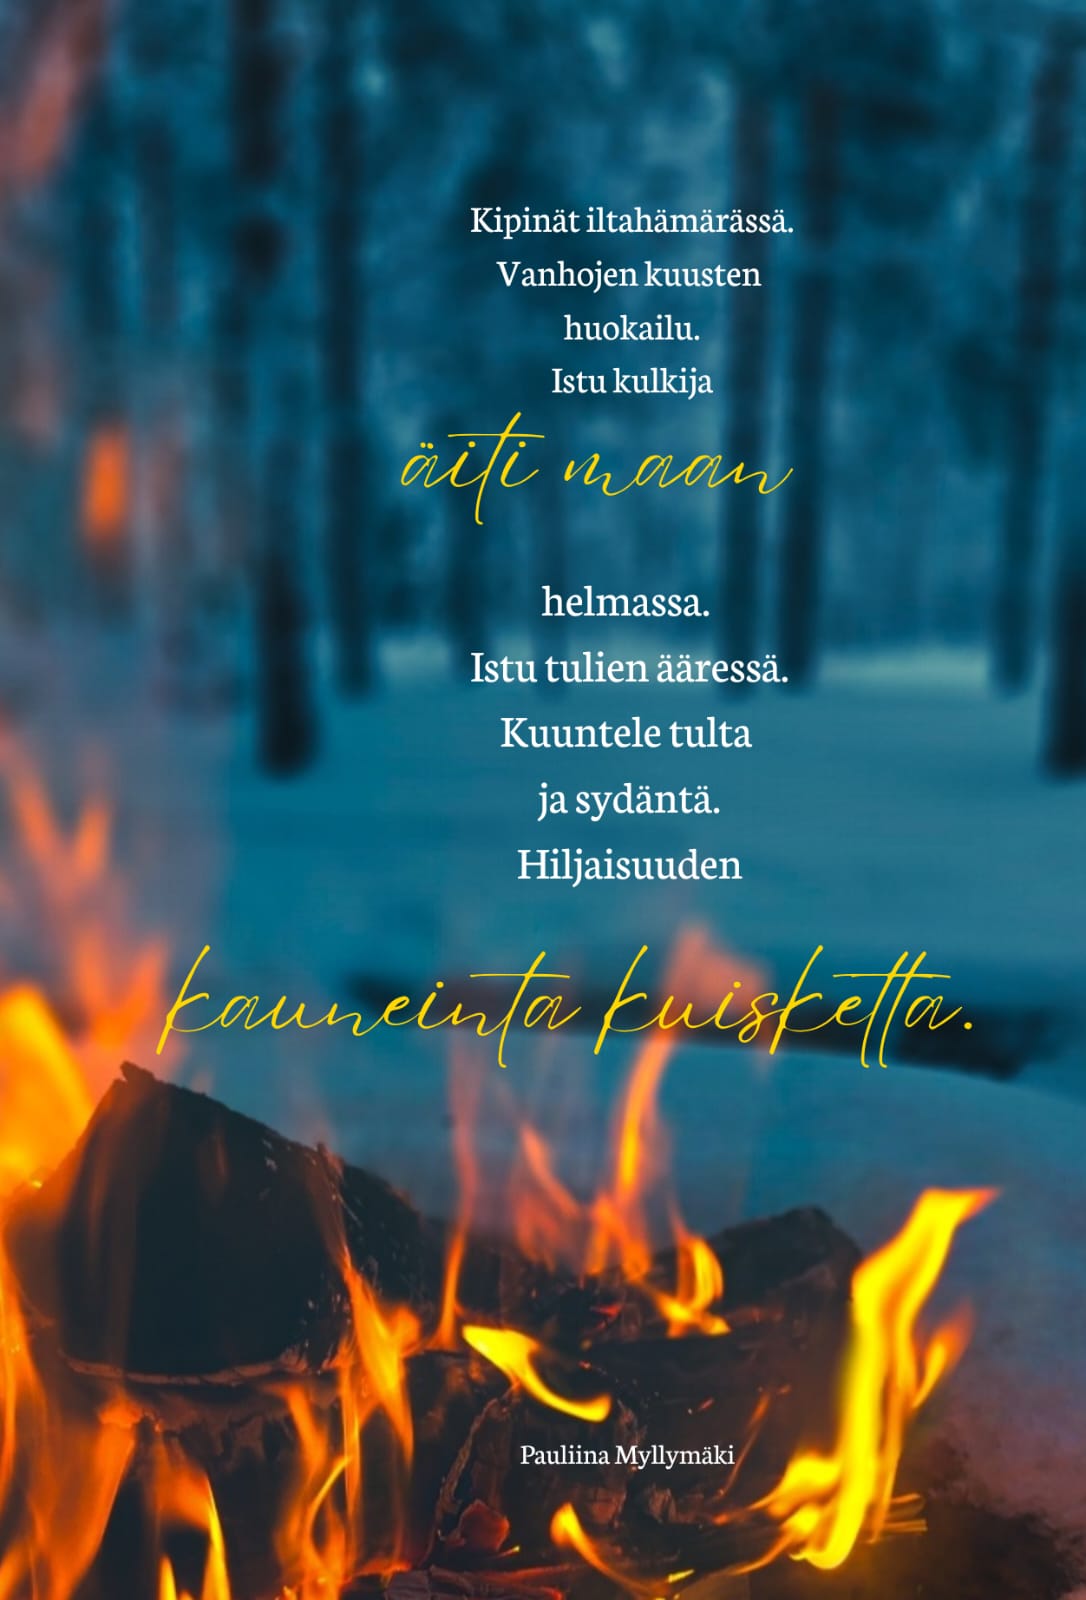 Kipinät iltahämärässä.
Vanhojen kuusten
huokailu.
Istu kulkija
äiti maan
helmassa.
Istu tulien ääressä.
Kuuntele tulta
ja sydäntä.
Hiljaisuuden
kauneinta kuisketta.
Pauliina Myllymäki